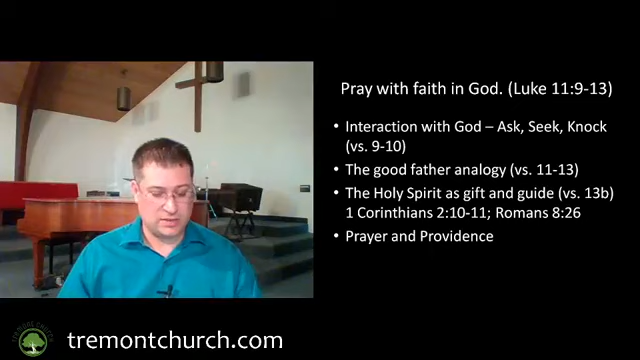 Pray with faith in God. (Luke 11:9-13)
• Interaction with God – Ask, Seek, Knock
(vs. 9-10)
• The good father analogy (vs. 11-13)
• The Holy Spirit as gift and guide (vs. 13b)
1 Corinthians 2:10-11; Romans 8:26
• Prayer and Providence
TREMONT CHURCH
tremontchurch.com